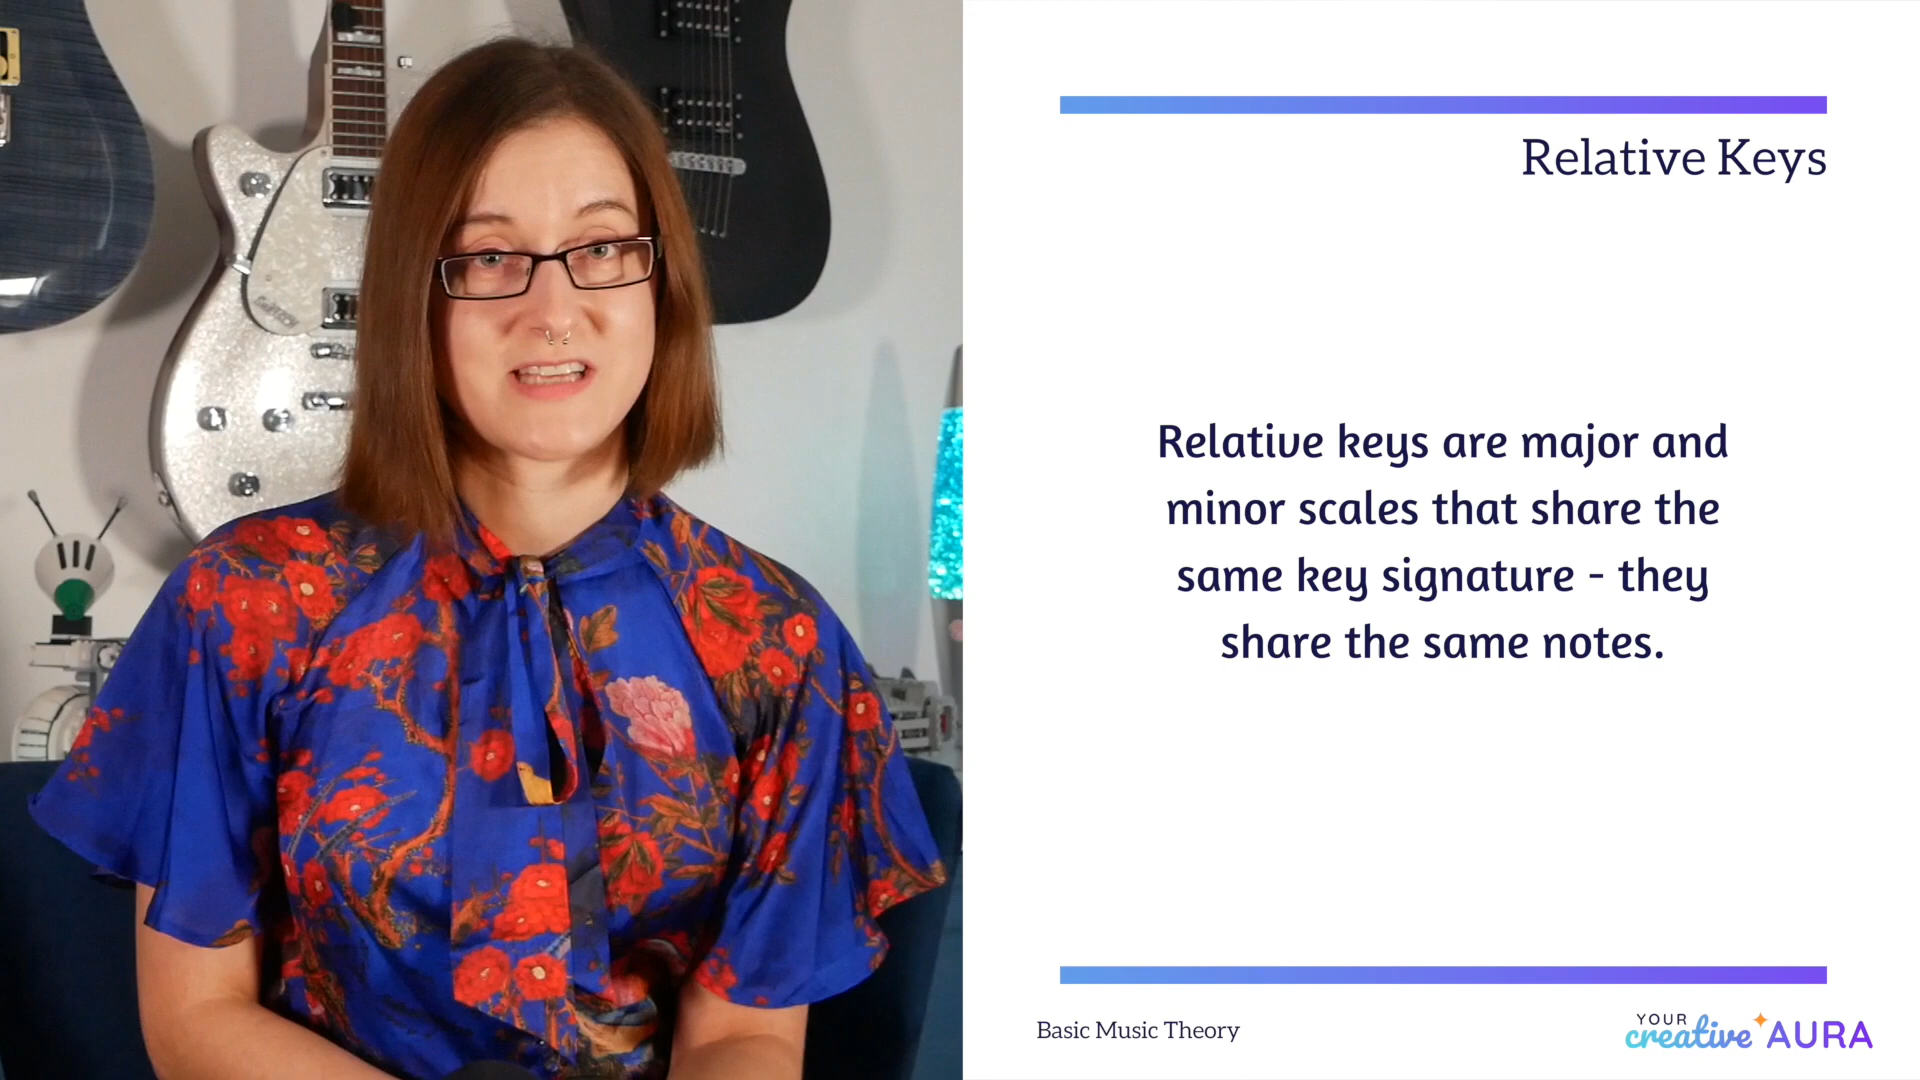 Relative Keys
Relative keys are major and
minor scales that share the
same key signature - they
share the same notes.
Basic Music Theory
YOUR
creative AURA